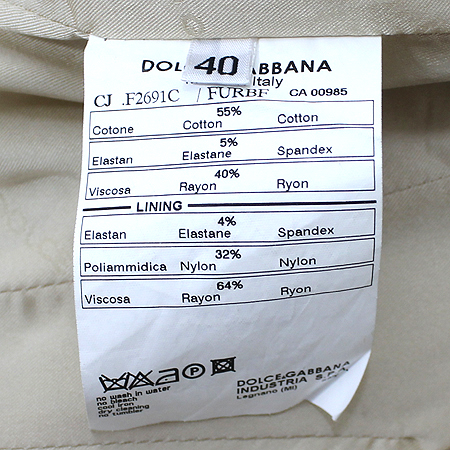 40
DOL ABBANA
Italy
CJ .F2691C / FURBF CA 00985
55%
Cotone Cotton Cotton
5%
Elastan Elastane Spandex
40%
Viscosa Rayon Ryon
LINING
4%
Elastan Elastane Spandex
32%
Poliammidica Nylon Nylon
64%
Viscosa Rayon Ryon
a P
no wash in water
no bleach
cool iron
dry cleaning
no tumbler
DOLCE&GABBANA
INDUSTRIA S.P.A.
Legnano (Mi)